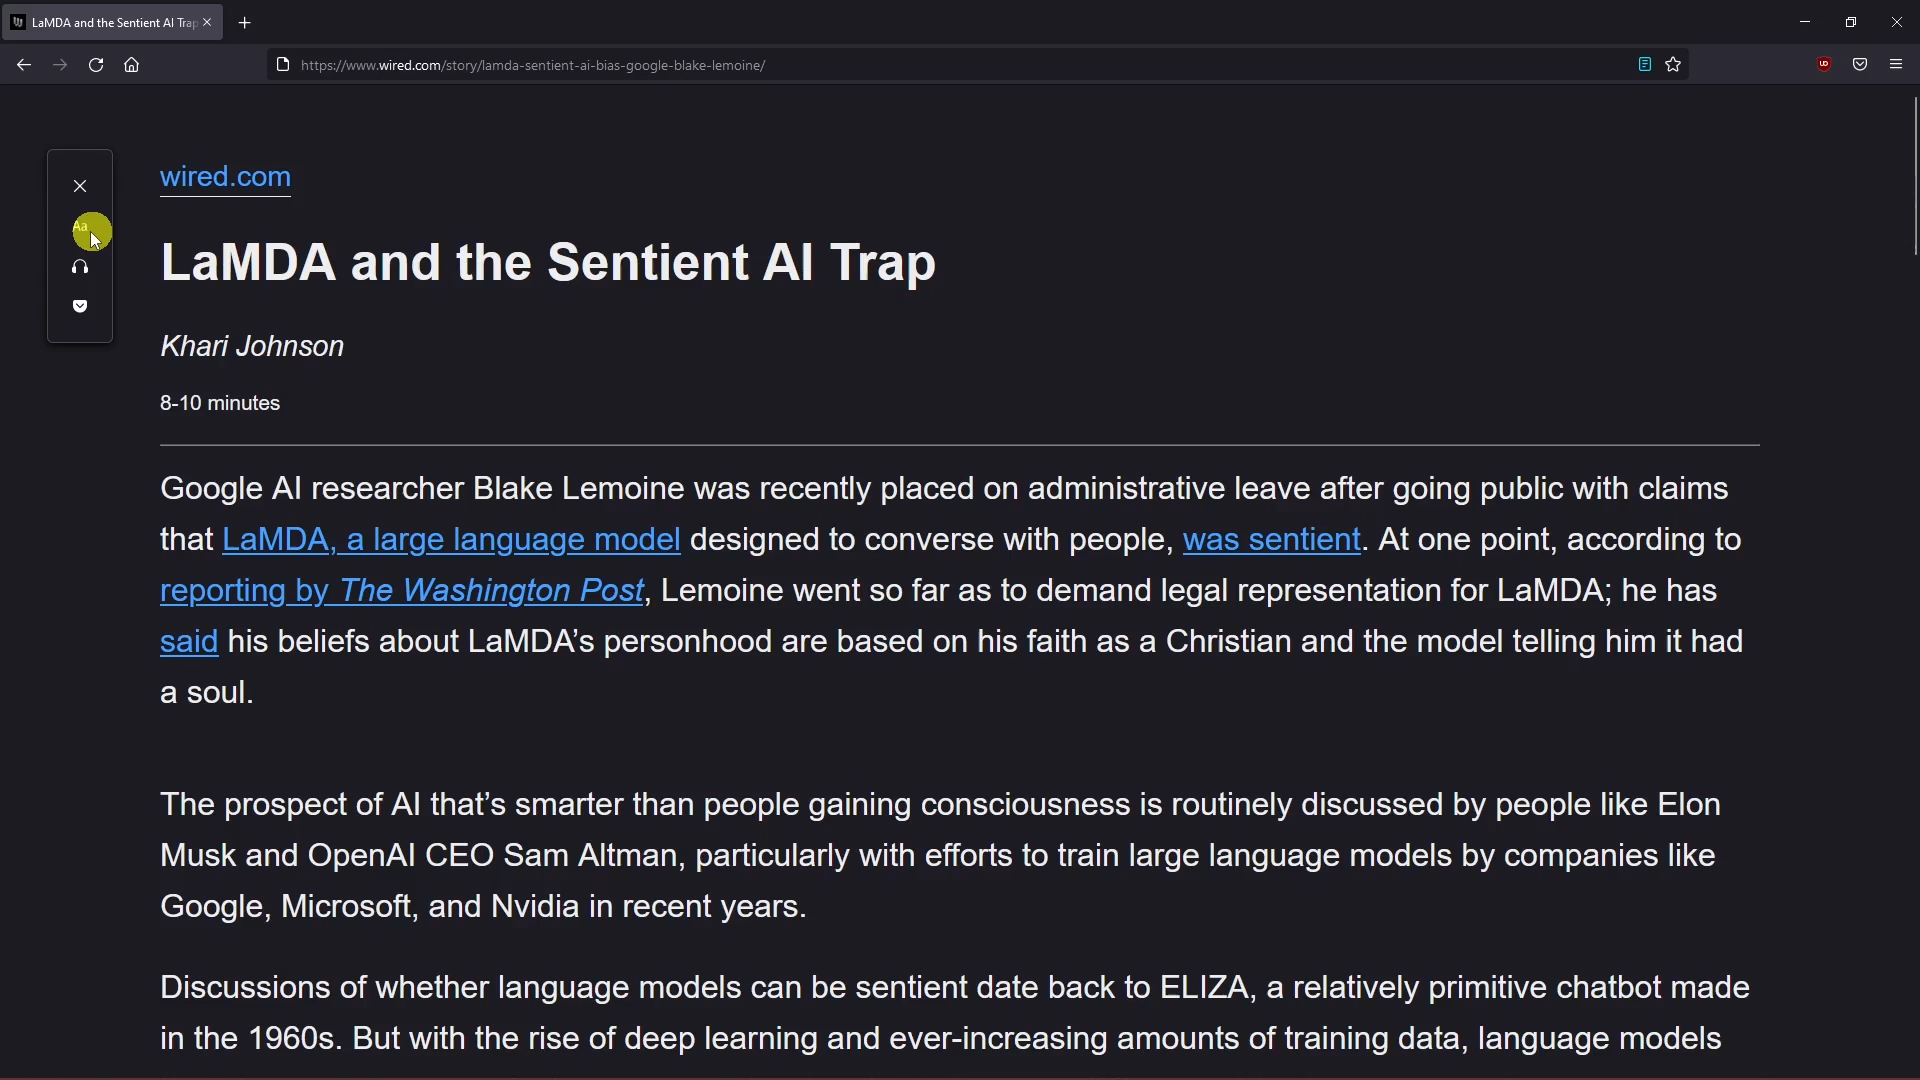 LaMDA and the Sentient AI Trap
https://www.wired.com/story/lamda-sentient-ai-bias-google-blake-lemoine/
wired.com
Aa
LaMDA and the Sentient AI Trap
Khari Johnson
8-10 minutes
Google AI researcher Blake Lemoine was recently placed on administrative leave after going public with claims
that LaMDA, a large language model designed to converse with people, was sentient. At one point, according to
reporting by The Washington Post, Lemoine went so far as to demand legal representation for LaMDA; he has
said his beliefs about LaMDA’s personhood are based on his faith as a Christian and the model telling him it had
a soul.
The prospect of AI that’s smarter than people gaining consciousness is routinely discussed by people like Elon
Musk and OpenAI CEO Sam Altman, particularly with efforts to train large language models by companies like
Google, Microsoft, and Nvidia in recent years.
Discussions of whether language models can be sentient date back to ELIZA, a relatively primitive chatbot made
in the 1960s. But with the rise of deep learning and ever-increasing amounts of training data, language models